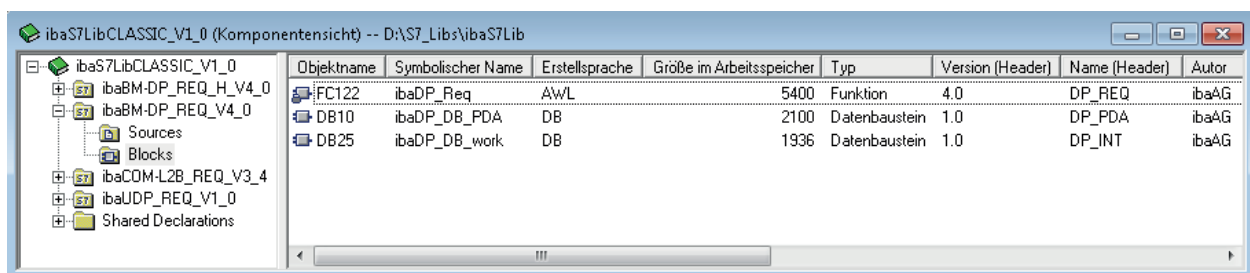 ibaS7LibCLASSIC_V1_0 (Komponentensicht) -- D:\S7_Libs\ibaS7Lib
ibaS7LibCLASSIC_V1_0
ibaBM-DP_REQ_H_V4_0
ibaBM-DP_REQ_V4_0
Sources
Blocks
ibaCOM-L2B_REQ_V3_4
ibaUDP_REQ_V1_0
Shared Declarations
Objektname Symbolischer Name Erstellsprache Größe im Arbeitsspeicher Typ Version (Header) Name (Header) Autor
FC122 ibaDP_Req AWL 5400 Funktion 4.0 DP_REQ ibaAG
DB10 ibaDP_DB_PDA DB 2100 Datenbaustein 1.0 DP_PDA ibaAG
DB25 ibaDP_DB_work DB 1936 Datenbaustein 1.0 DP_INT ibaAG